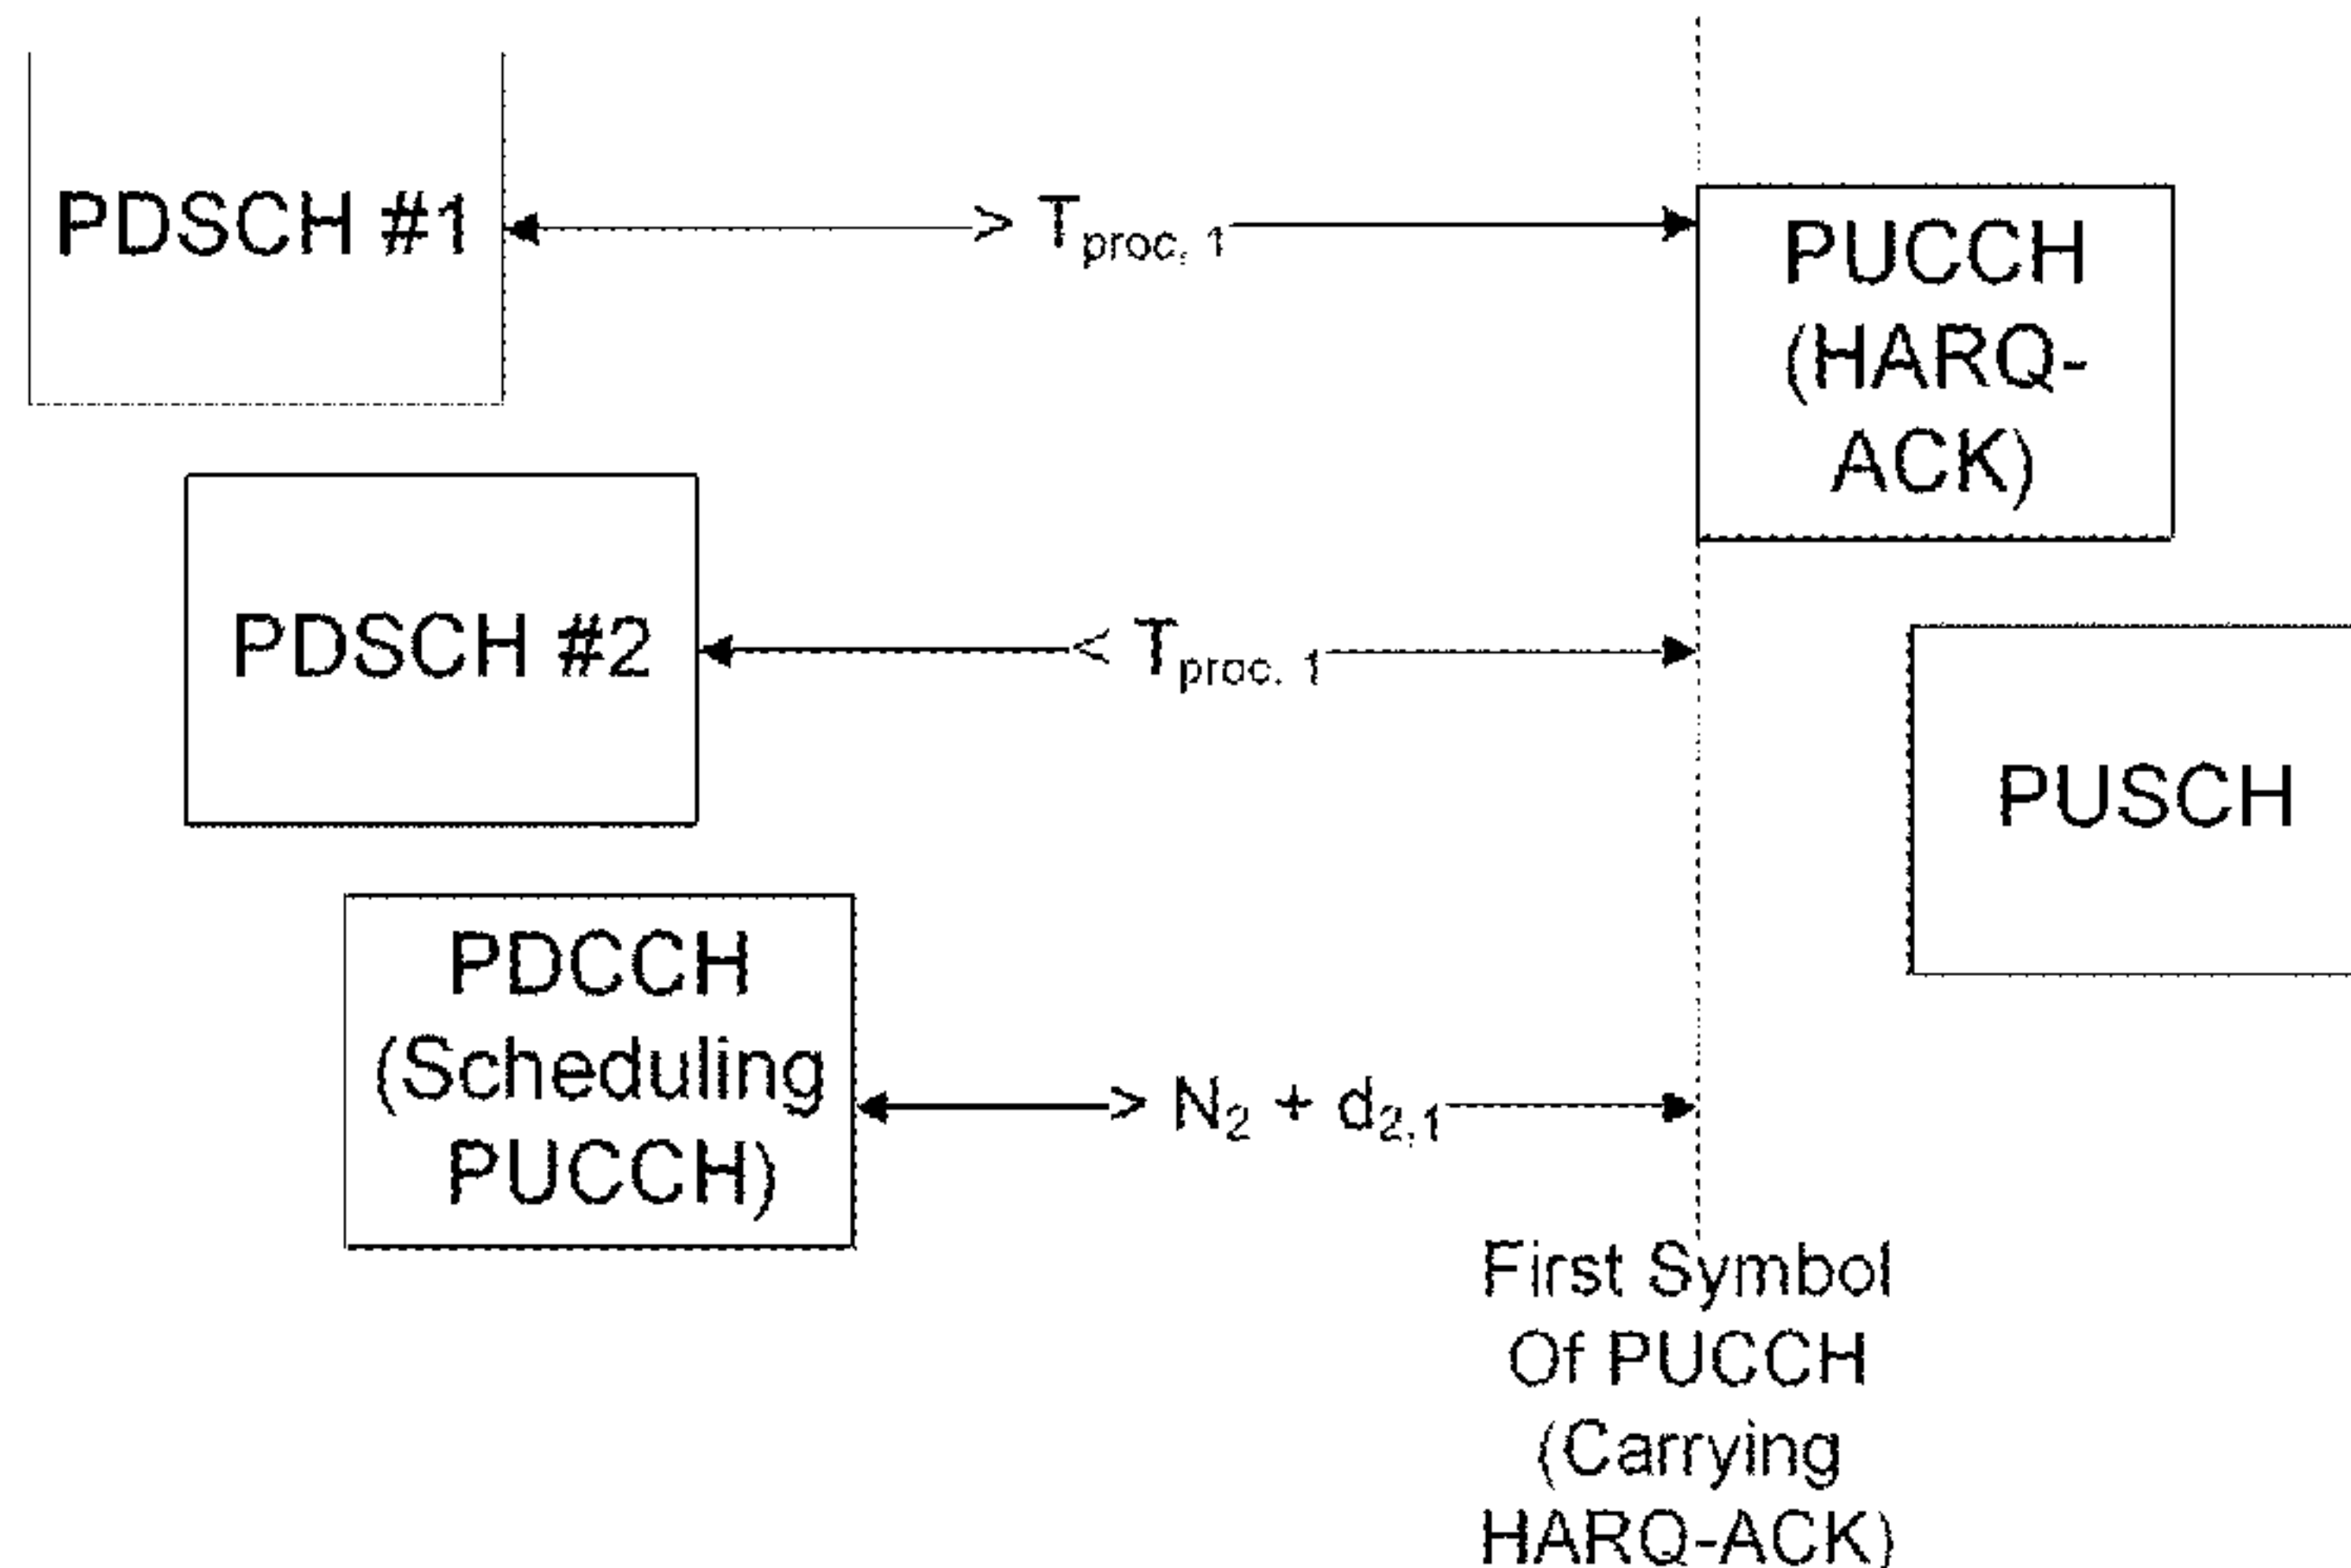 PDSCH #1
> Tproc, 1
PUCCH
(HARQ-
ACK)
PDSCH #2
< Tproc, 1
PUSCH
PDCCH
(Scheduling
PUCCH)
> N2 + d2,1
First Symbol
Of PUCCH
(Carrying
HARQ-ACK)